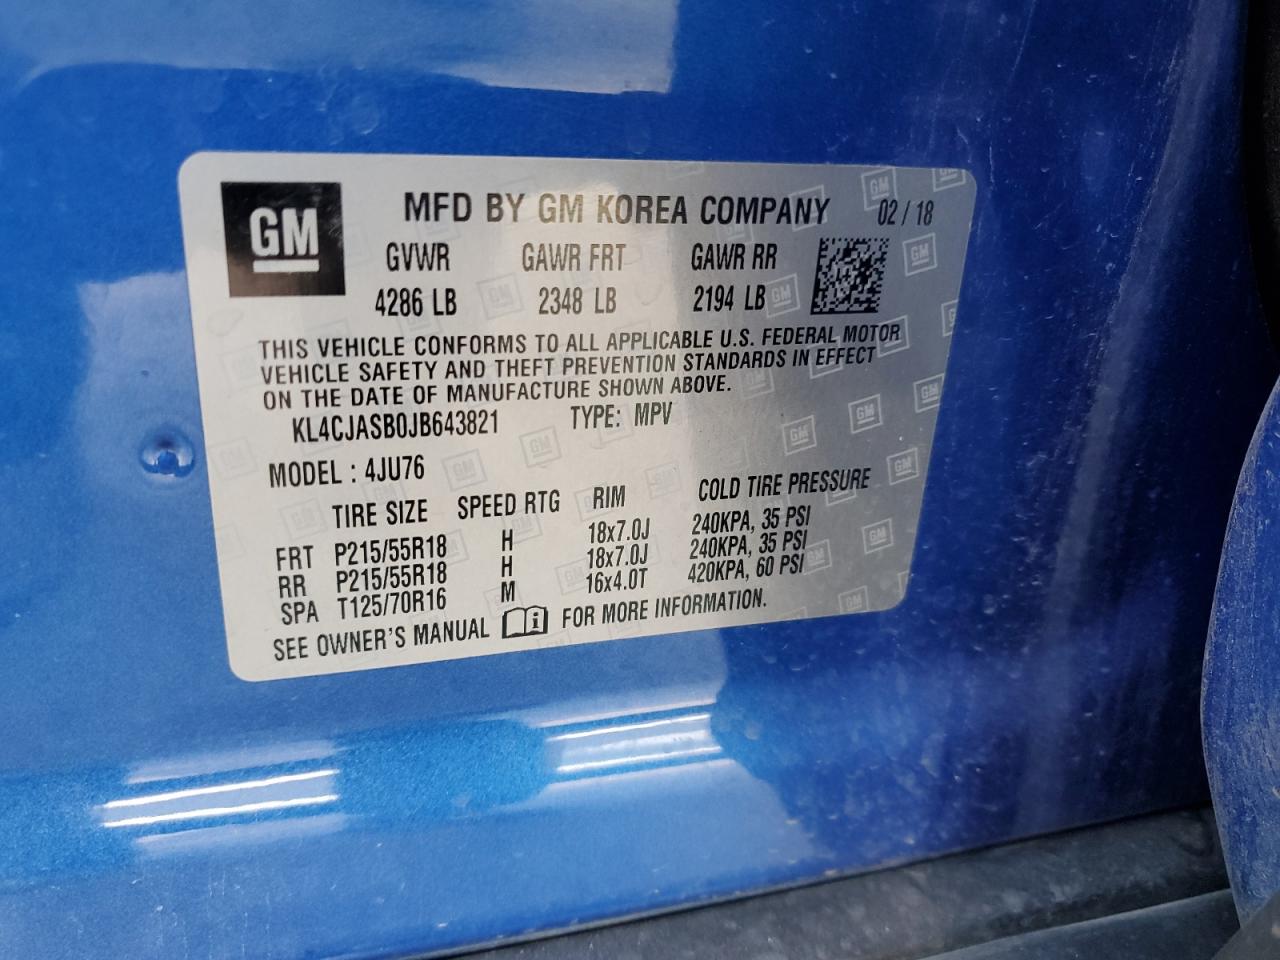 GM
MFD BY GM KOREA COMPANY 02 / 18
GVWR GAWR FRT GAWR RR
4286 LB 2348 LB 2194 LB
THIS VEHICLE CONFORMS TO ALL APPLICABLE U.S. FEDERAL MOTOR
VEHICLE SAFETY AND THEFT PREVENTION STANDARDS IN EFFECT
ON THE DATE OF MANUFACTURE SHOWN ABOVE.
KL4CJASB0JB643821 TYPE: MPV
MODEL : 4JU76
TIRE SIZE SPEED RTG RIM COLD TIRE PRESSURE
FRT P215/55R18 H 18x7.0J 240KPA, 35 PSI
RR P215/55R18 H 18x7.0J 240KPA, 35 PSI
SPA T125/70R16 M 16x4.0T 420KPA, 60 PSI
SEE OWNER'S MANUAL i FOR MORE INFORMATION.